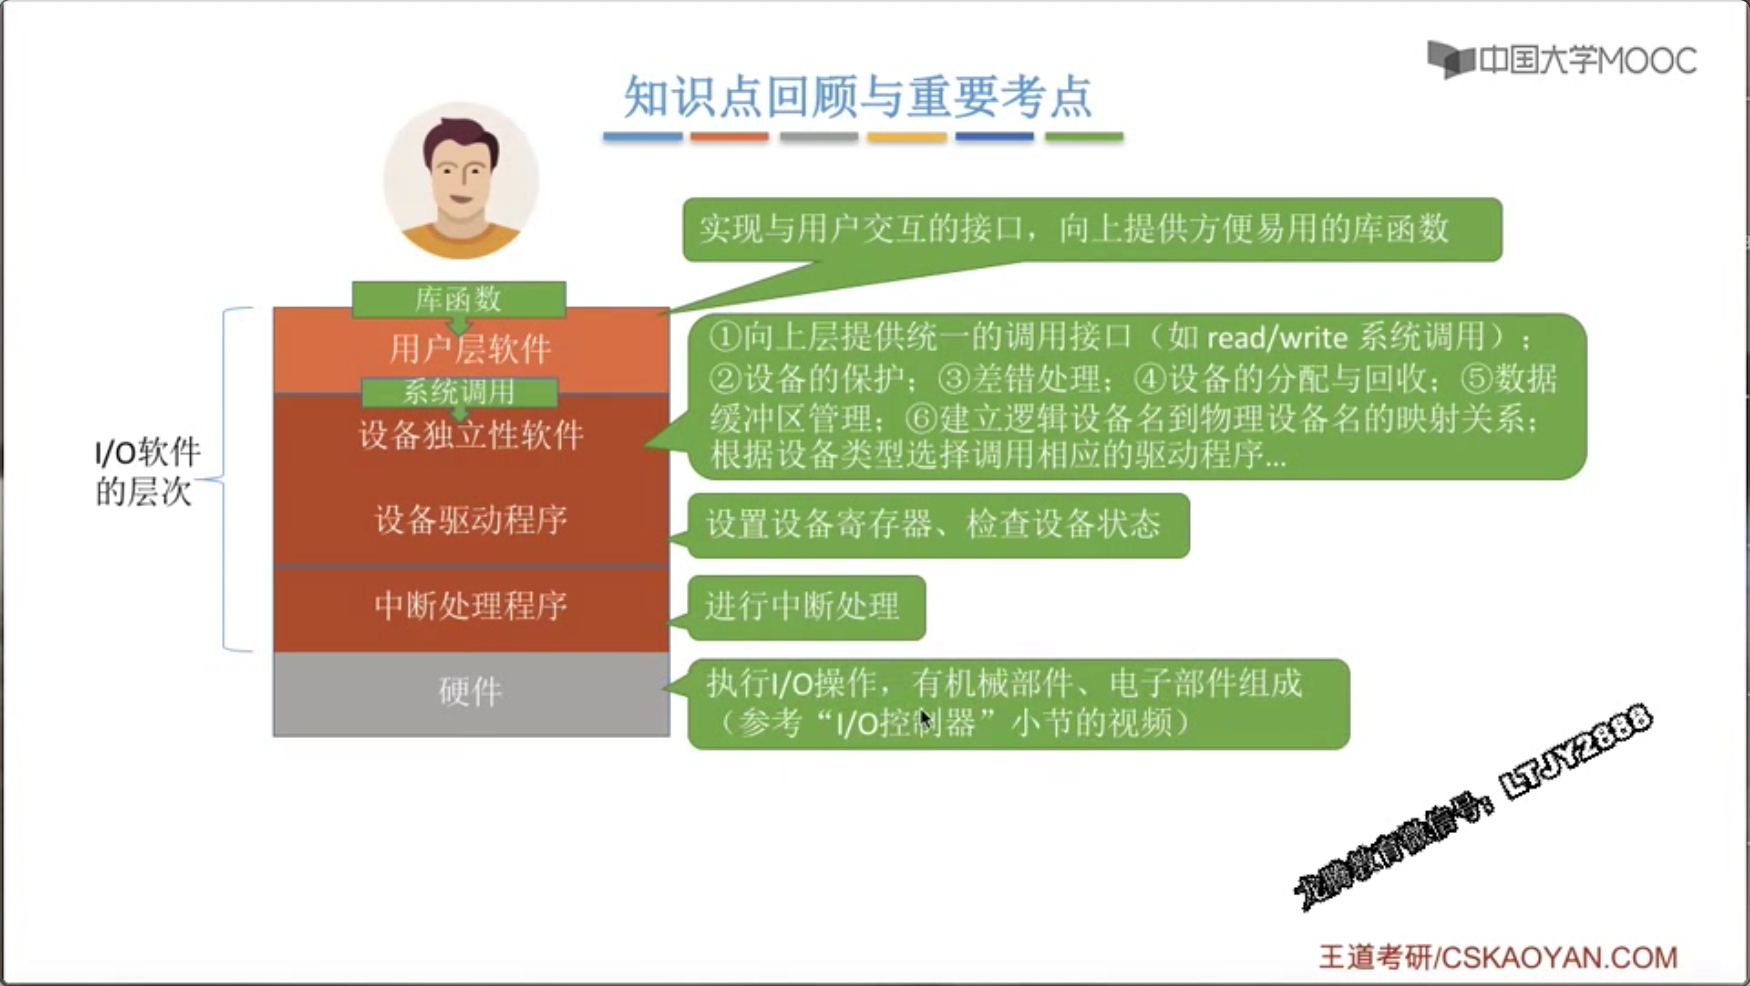 中国大学MOOC
知识点回顾与重要考点
实现与用户交互的接口，向上提供方便易用的库函数
库函数
用户层软件
系统调用
设备独立性软件
①向上层提供统一的调用接口（如 read/write 系统调用）；
②设备的保护；③差错处理；④设备的分配与回收；⑤数据
缓冲区管理；⑥建立逻辑设备名到物理设备名的映射关系；
根据设备类型选择调用相应的驱动程序...
I/O软件
的层次
设备驱动程序
设置设备寄存器、检查设备状态
中断处理程序
进行中断处理
硬件
执行I/O操作，有机械部件、电子部件组成
（参考“I/O控制器”小节的视频）
龙腾教育微信号：LTJY2888
王道考研/CSKAOYAN.COM